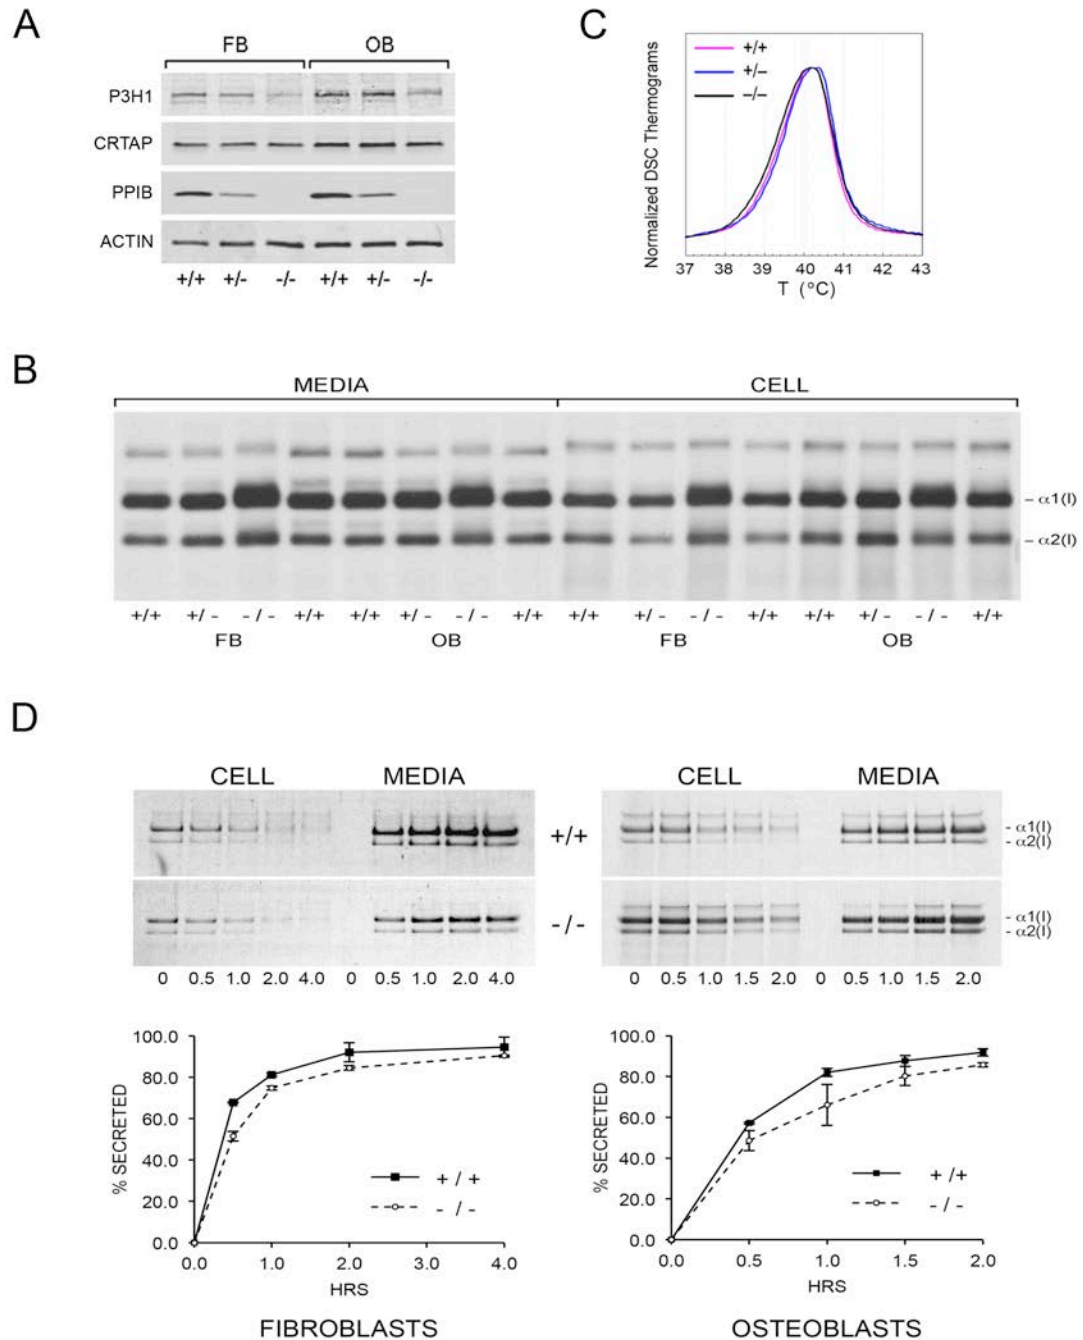 A
FB OB
P3H1
CRTAP
PPIB
ACTIN
+/+ +/- -/- +/+ +/- -/-
C
+/+
+/–
–/–
Normalized DSC Thermograms
37 38 39 40 41 42 43
T (°C)
B
MEDIA CELL
– α1(I)
– α2(I)
+/+ +/- -/- +/+ +/+ +/- -/- +/+ +/+ +/- -/- +/+ +/+ +/- -/- +/+
FB OB FB OB
D
CELL MEDIA CELL MEDIA
+/+
- α1(I)
- α2(I)
-/-
- α1(I)
- α2(I)
0 0.5 1.0 2.0 4.0 0 0.5 1.0 2.0 4.0
0 0.5 1.0 1.5 2.0 0 0.5 1.0 1.5 2.0
100.0
80.0
60.0
40.0
20.0
0.0
% SECRETED
+ / +
- / -
0.0 1.0 2.0 3.0 4.0
HRS
FIBROBLASTS
100.0
80.0
60.0
40.0
20.0
0.0
% SECRETED
+ / +
- / -
0.0 0.5 1.0 1.5 2.0
HRS
OSTEOBLASTS